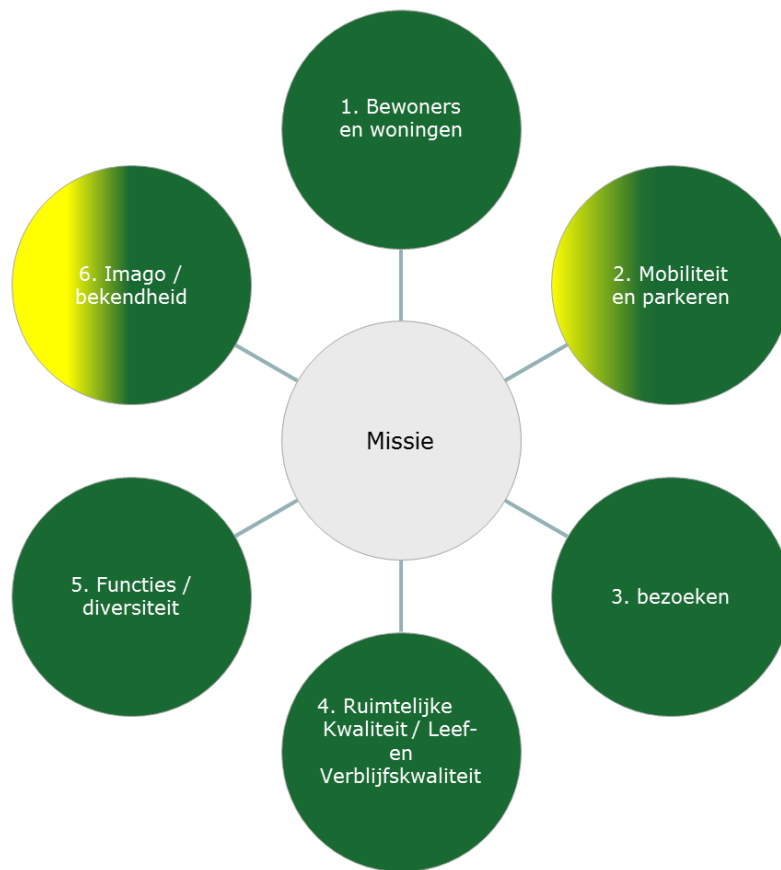 1. Bewoners
en woningen
6. Imago /
bekendheid
2. Mobiliteit
en parkeren
Missie
5. Functies /
diversiteit
3. bezoeken
4. Ruimtelijke
Kwaliteit / Leef-
en
Verblijfskwaliteit